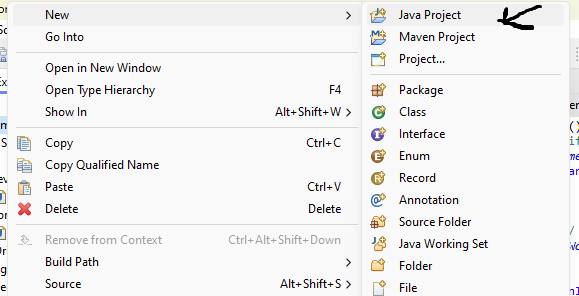 New
Go Into
Open in New Window
Open Type Hierarchy F4
Show In Alt+Shift+W
Copy Ctrl+C
Copy Qualified Name
Paste Ctrl+V
Delete Delete
Remove from Context Ctrl+Alt+Shift+Down
Build Path
Source Alt+Shift+S
Java Project
Maven Project
Project...
Package
Class
Interface
Enum
Record
Annotation
Source Folder
Java Working Set
Folder
File